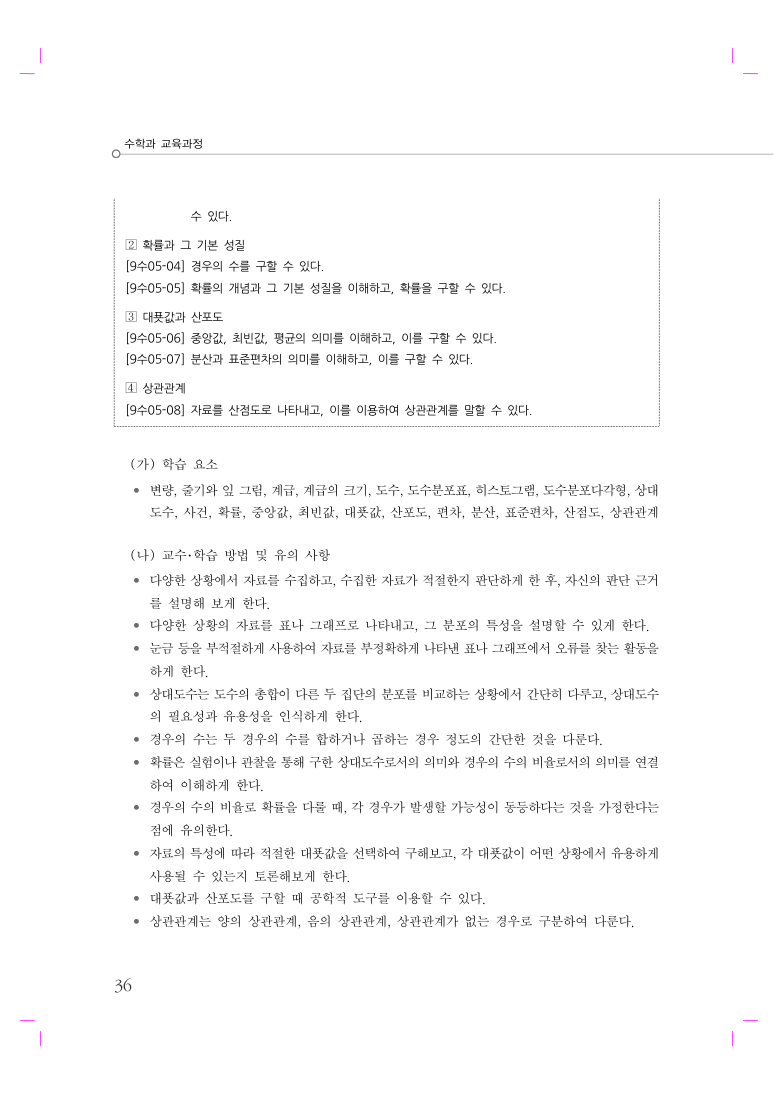 수학과 교육과정
수 있다.
② 확률과 그 기본 성질
[9수05-04] 경우의 수를 구할 수 있다.
[9수05-05] 확률의 개념과 그 기본 성질을 이해하고, 확률을 구할 수 있다.
③ 대푯값과 산포도
[9수05-06] 중앙값, 최빈값, 평균의 의미를 이해하고, 이를 구할 수 있다.
[9수05-07] 분산과 표준편차의 의미를 이해하고, 이를 구할 수 있다.
④ 상관관계
[9수05-08] 자료를 산점도로 나타내고, 이를 이용하여 상관관계를 말할 수 있다.
(가) 학습 요소
• 변량, 줄기와 잎 그림, 계급, 계급의 크기, 도수, 도수분포표, 히스토그램, 도수분포다각형, 상대
도수, 사건, 확률, 중앙값, 최빈값, 대푯값, 산포도, 편차, 분산, 표준편차, 산점도, 상관관계
(나) 교수·학습 방법 및 유의 사항
• 다양한 상황에서 자료를 수집하고, 수집한 자료가 적절한지 판단하게 한 후, 자신의 판단 근거
를 설명해 보게 한다.
• 다양한 상황의 자료를 표나 그래프로 나타내고, 그 분포의 특성을 설명할 수 있게 한다.
• 눈금 등을 부적절하게 사용하여 자료를 부정확하게 나타낸 표나 그래프에서 오류를 찾는 활동을
하게 한다.
• 상대도수는 도수의 총합이 다른 두 집단의 분포를 비교하는 상황에서 간단히 다루고, 상대도수
의 필요성과 유용성을 인식하게 한다.
• 경우의 수는 두 경우의 수를 합하거나 곱하는 경우 정도의 간단한 것을 다룬다.
• 확률은 실험이나 관찰을 통해 구한 상대도수로서의 의미와 경우의 수의 비율로서의 의미를 연결
하여 이해하게 한다.
• 경우의 수의 비율로 확률을 다룰 때, 각 경우가 발생할 가능성이 동등하다는 것을 가정한다는
점에 유의한다.
• 자료의 특성에 따라 적절한 대푯값을 선택하여 구해보고, 각 대푯값이 어떤 상황에서 유용하게
사용될 수 있는지 토론해보게 한다.
• 대푯값과 산포도를 구할 때 공학적 도구를 이용할 수 있다.
• 상관관계는 양의 상관관계, 음의 상관관계, 상관관계가 없는 경우로 구분하여 다룬다.
36